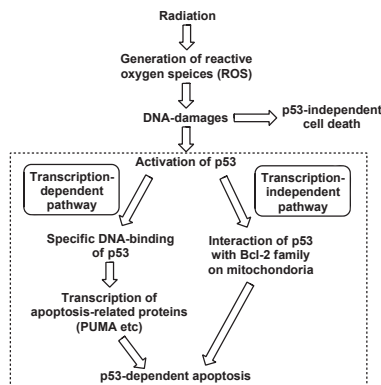 Radiation
Generation of reactive
oxygen speices (ROS)
DNA-damages
p53-independent
cell death
Activation of p53
Transcription-
dependent
pathway
Transcription-
independent
pathway
Specific DNA-binding
of p53
Interaction of p53
with Bcl-2 family
on mitochondoria
Transcription of
apoptosis-related proteins
(PUMA etc)
p53-dependent apoptosis